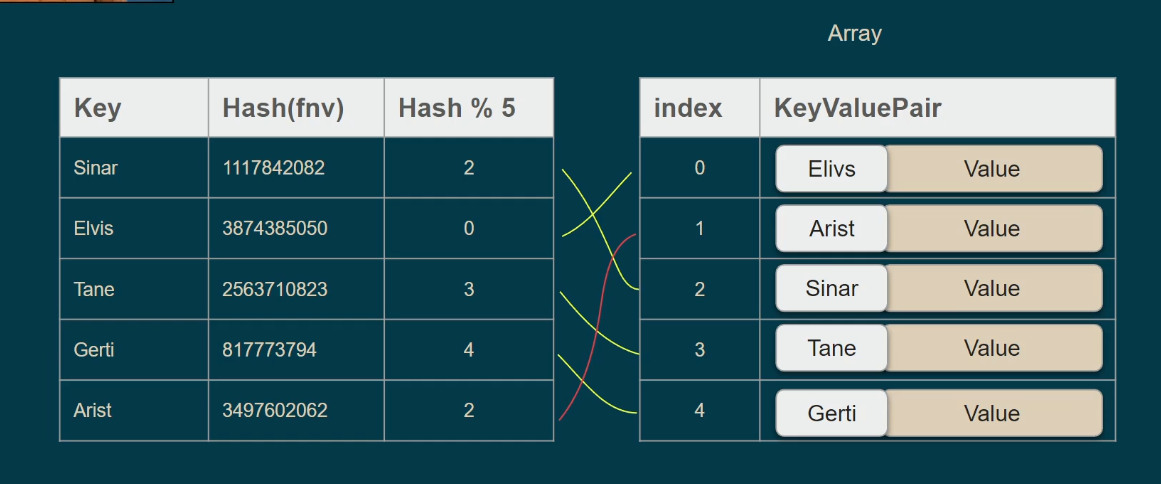 Array
Key Hash(fnv) Hash % 5
Sinar 1117842082 2
Elvis 3874385050 0
Tane 2563710823 3
Gerti 817773794 4
Arist 3497602062 2
index KeyValuePair
0 Elivs Value
1 Arist Value
2 Sinar Value
3 Tane Value
4 Gerti Value